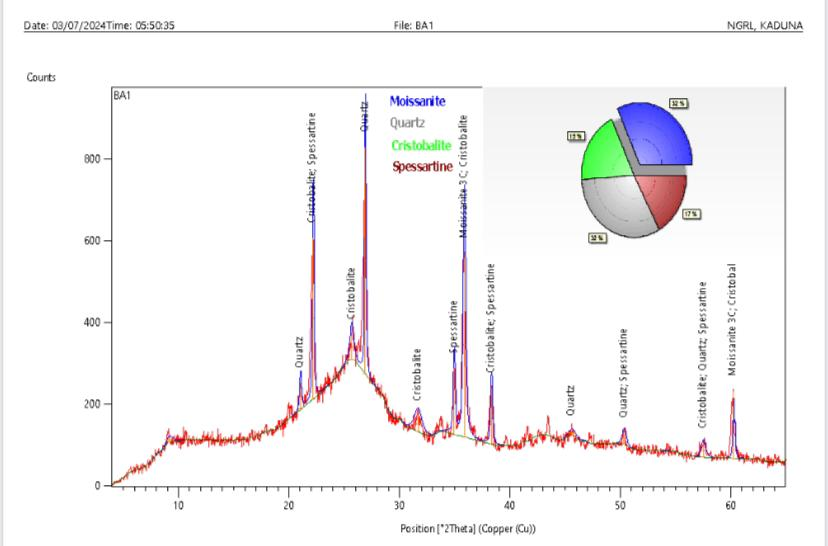 Date: 03/07/2024Time: 05:50:35 File: BA1 NGRL, KADUNA
Counts
BA1
Moissanite
Quartz
Cristobalite
Spessartine
32 %
17 %
32 %
Quartz
Cristobalite; Spessartine
Cristobalite
Quartz
Cristobalite
Spessartine
Moissanite 3C; Cristobalite
Cristobalite; Spessartine
Quartz
Quartz; Spessartine
Cristobalite; Quartz; Spessartine
Moissanite 3C; Cristobal
800
600
400
200
0
10 20 30 40 50 60
Position [°2Theta] (Copper (Cu))